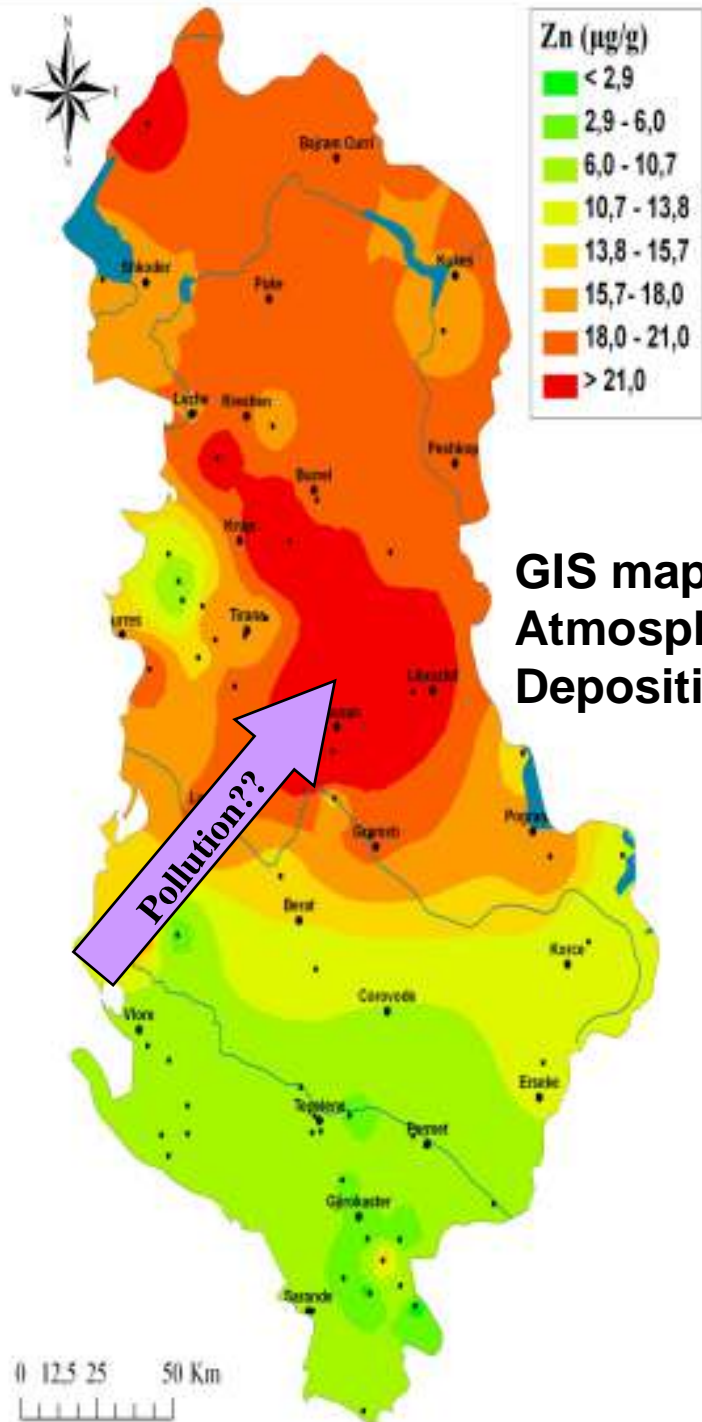 N
Zn (µg/g)
< 2,9
2,9 - 6,0
6,0 - 10,7
10,7 - 13,8
13,8 - 15,7
15,7- 18,0
18,0 - 21,0
> 21,0
Bajram Curri
Shkoder
Puke
Kukes
Lezhe
Rreshen
Peshkopi
Burrel
Kruje
GIS map
Tirana
Atmosph
Depositi
Librazhd
Pollution??
Gramsh
Pogrec
Berat
Korce
Corovode
Vlore
Erseke
Tepelene
Permet
Gjirokaster
Sarande
0 12.5 25 50 Km